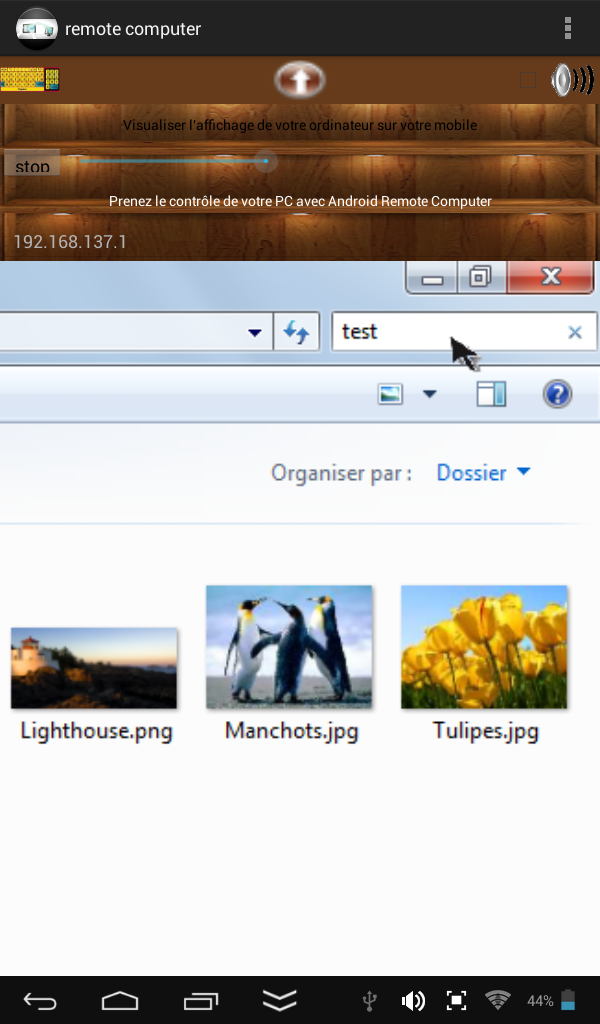 remote computer
Visualiser l'affichage de votre ordinateur sur votre mobile
stop
Prenez le contrôle de votre PC avec Android Remote Computer
192.168.137.1
test
Organiser par : Dossier
Lighthouse.png Manchots.jpg Tulipes.jpg
44%